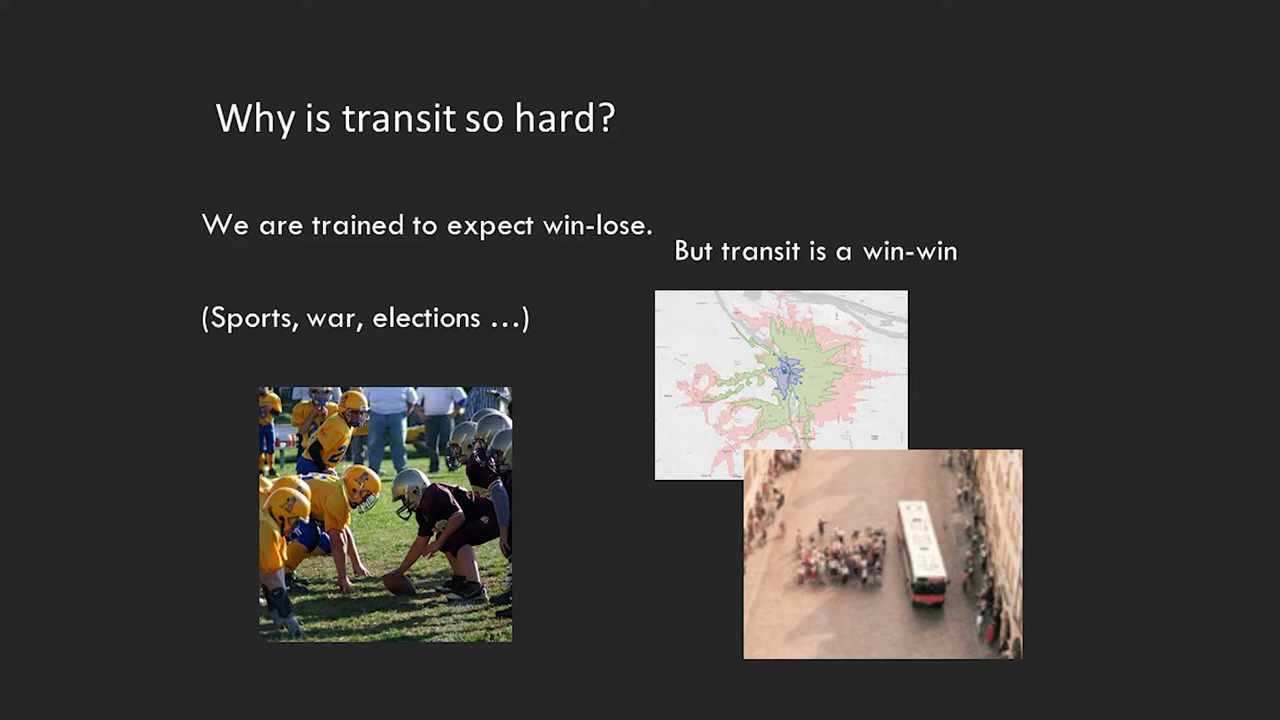 Why is transit so hard?
We are trained to expect win-lose.
(Sports, war, elections …)
But transit is a win-win